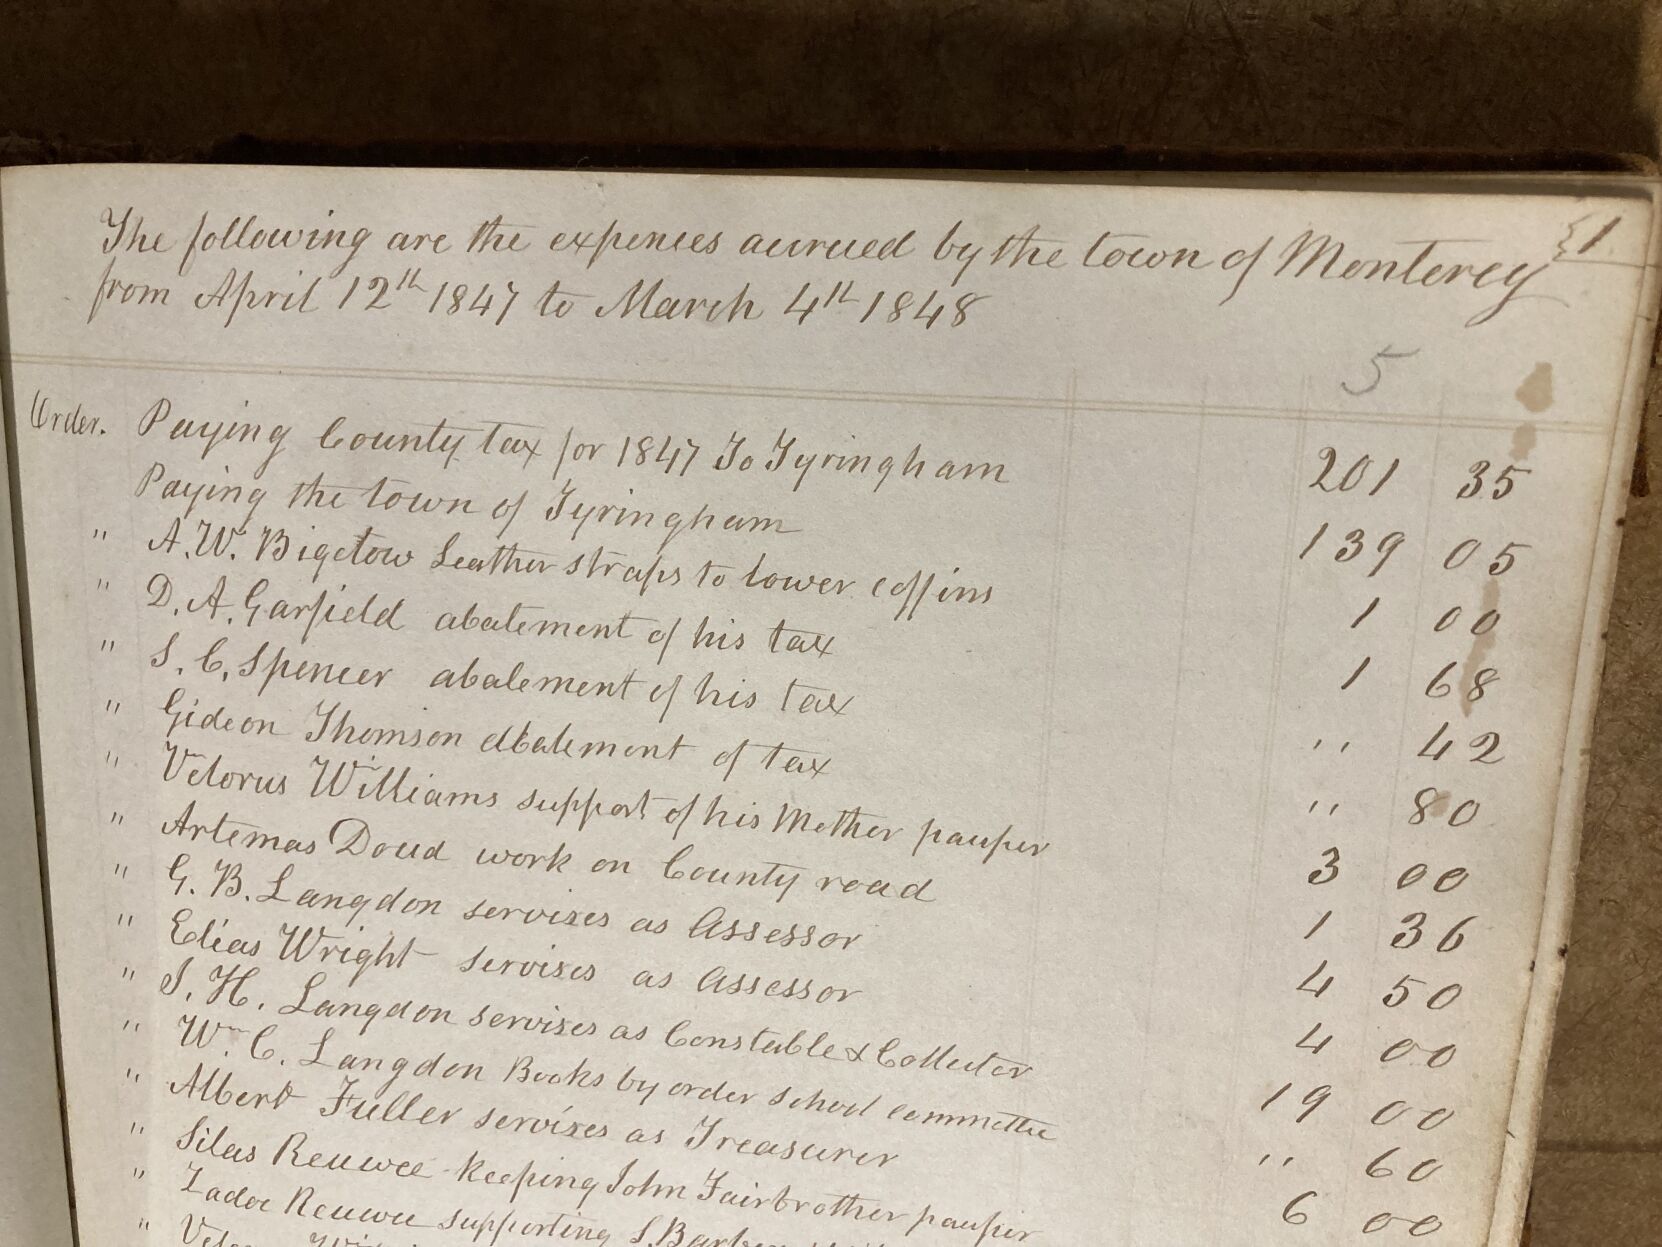 The following are the expences accrued by the town of Monterey {1
from April 12th 1847 to March 4th 1848
5
Order. Paying County tax for 1847 To Tyringham 201 35
Paying the town of Tyringham 139 05
" A. W. Bigelow Leather straps to lower coffins 1 00
" D. A. Garfield abatement of his tax 1 68
" S. C. Spencer abatement of his tax " 42
" Gideon Thomson abatement of tax " 80
" Velorus Williams support of his Mother pauper 3 00
" Artemas Doud work on County road 1 36
" G. B. Langdon servises as Assessor 4 50
" Elias Wright servises as Assessor 4 00
" S. H. Langdon servises as Constable & Collector 19 00
" Wm C. Langdon Books by order school committee " 60
" Albert Fuller servises as Treasurer 6 00
" Silas Keeping John Fairbrother pauper
" Zadoc supporting S.
"